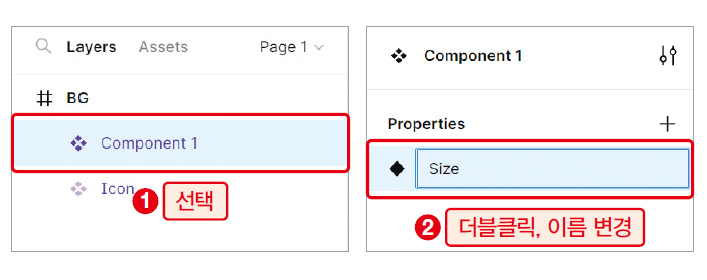 Layers Assets Page 1
BG
Component 1
Icon
1 선택
Component 1
Properties
Size
2 더블클릭, 이름 변경